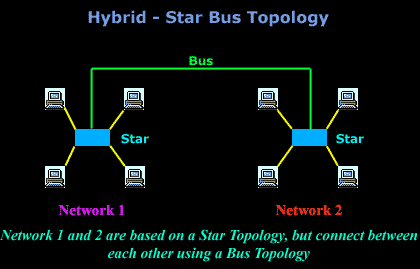 Hybrid - Star Bus Topology
Bus
Star
Star
Network 1
Network 2
Network 1 and 2 are based on a Star Topology, but connect between
each other using a Bus Topology